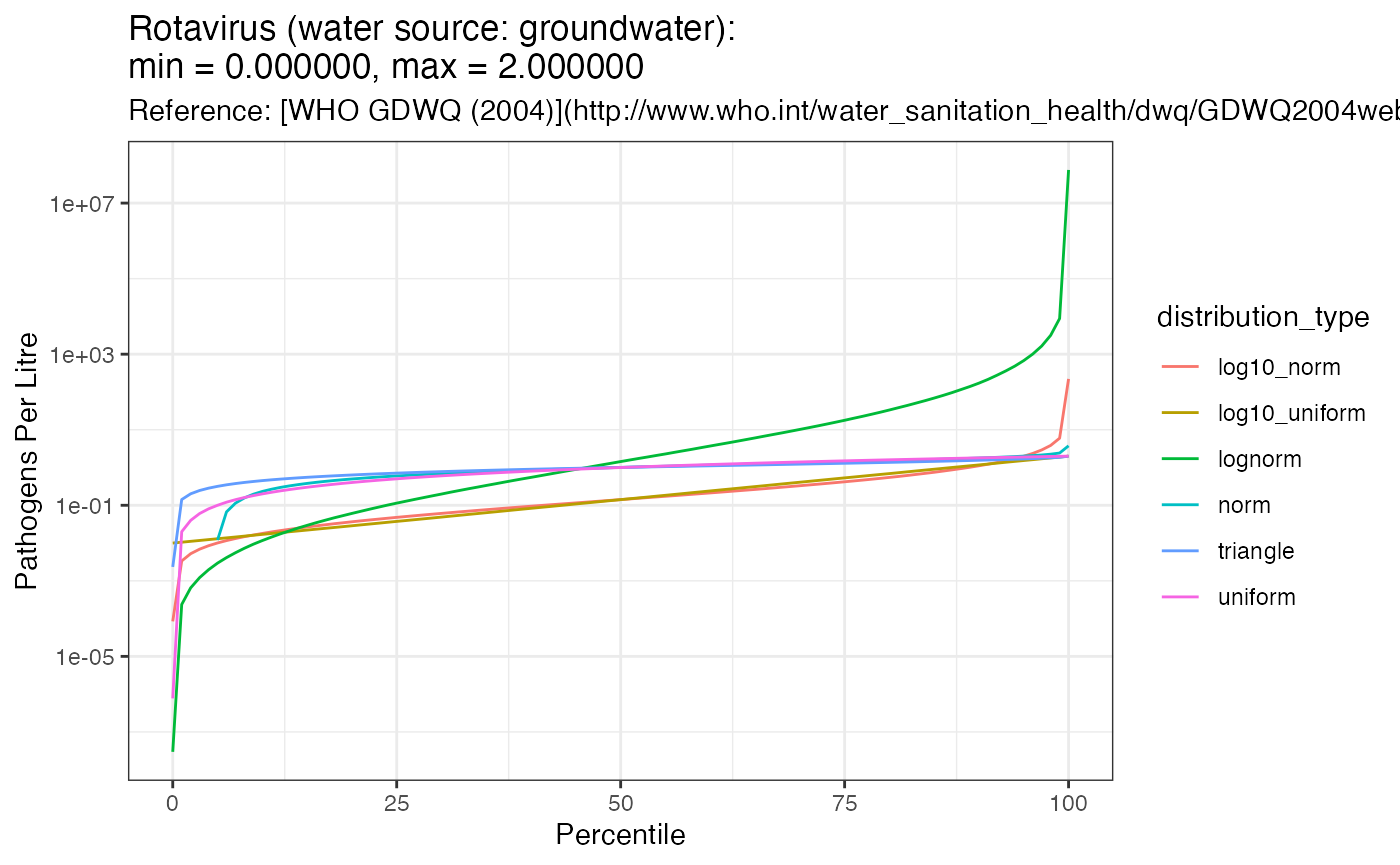 Rotavirus (water source: groundwater):
min = 0.000000, max = 2.000000
Reference: [WHO GDWQ (2004)](http://www.who.int/water_sanitation_health/dwq/GDWQ2004web
1e+07
1e+03
1e-01
1e-05
Pathogens Per Litre
0
25
50
75
100
Percentile
distribution_type
log10_norm
log10_uniform
lognorm
norm
triangle
uniform